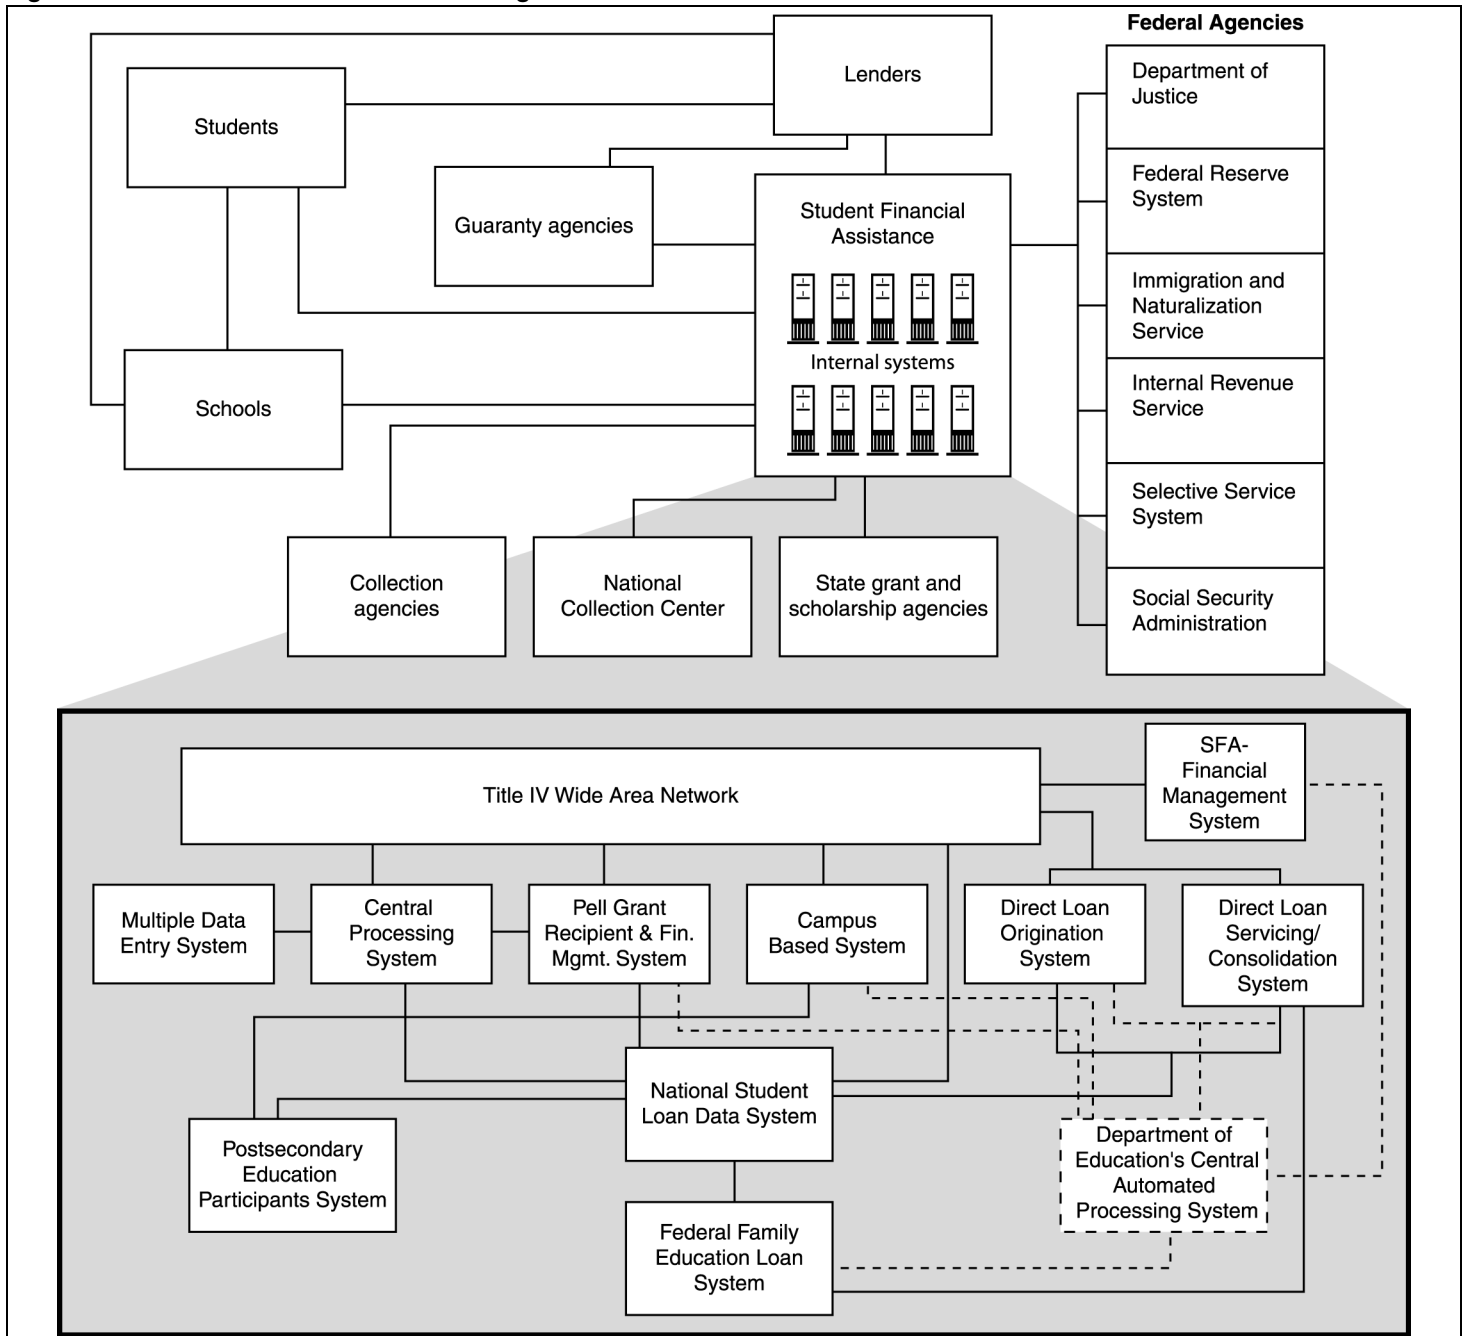 Federal Agencies
Lenders
Department of
Justice
Students
Federal Reserve
System
Guaranty agencies
Student Financial
Assistance
Immigration and
Naturalization
Service
Internal systems
Internal Revenue
Service
Schools
Selective Service
System
Collection
agencies
National
Collection Center
State grant and
scholarship agencies
Social Security
Administration
SFA-
Financial
Management
System
Title IV Wide Area Network
Multiple Data
Entry System
Central
Processing
System
Pell Grant
Recipient & Fin.
Mgmt. System
Campus
Based System
Direct Loan
Origination
System
Direct Loan
Servicing/
Consolidation
System
National Student
Loan Data System
Postsecondary
Education
Participants System
Department of
Education's Central
Automated
Processing System
Federal Family
Education Loan
System